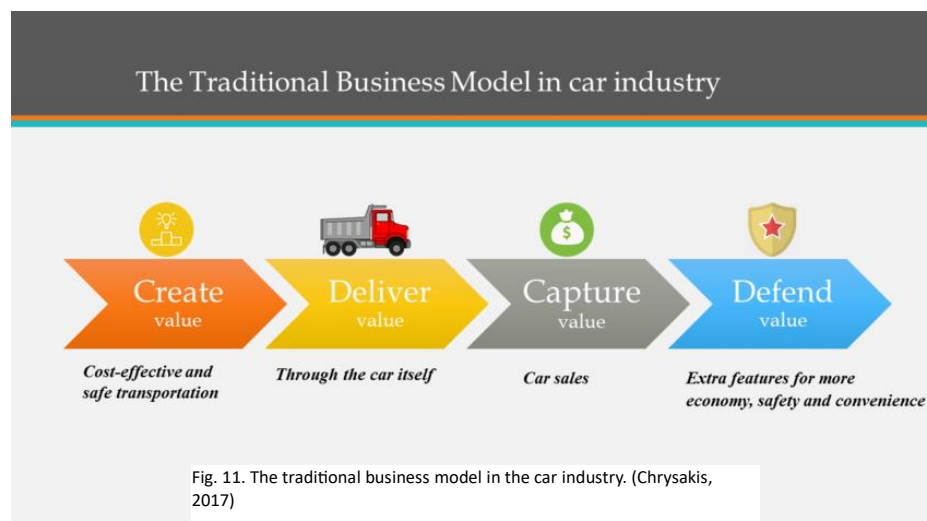 The Traditional Business Model in car industry
$
Create
value
Deliver
value
Capture
value
Defend
value
Cost-effective and
safe transportation
Through the car itself
Car sales
Extra features for more
economy, safety and convenience
Fig. 11. The traditional business model in the car industry. (Chrysakis,
2017)